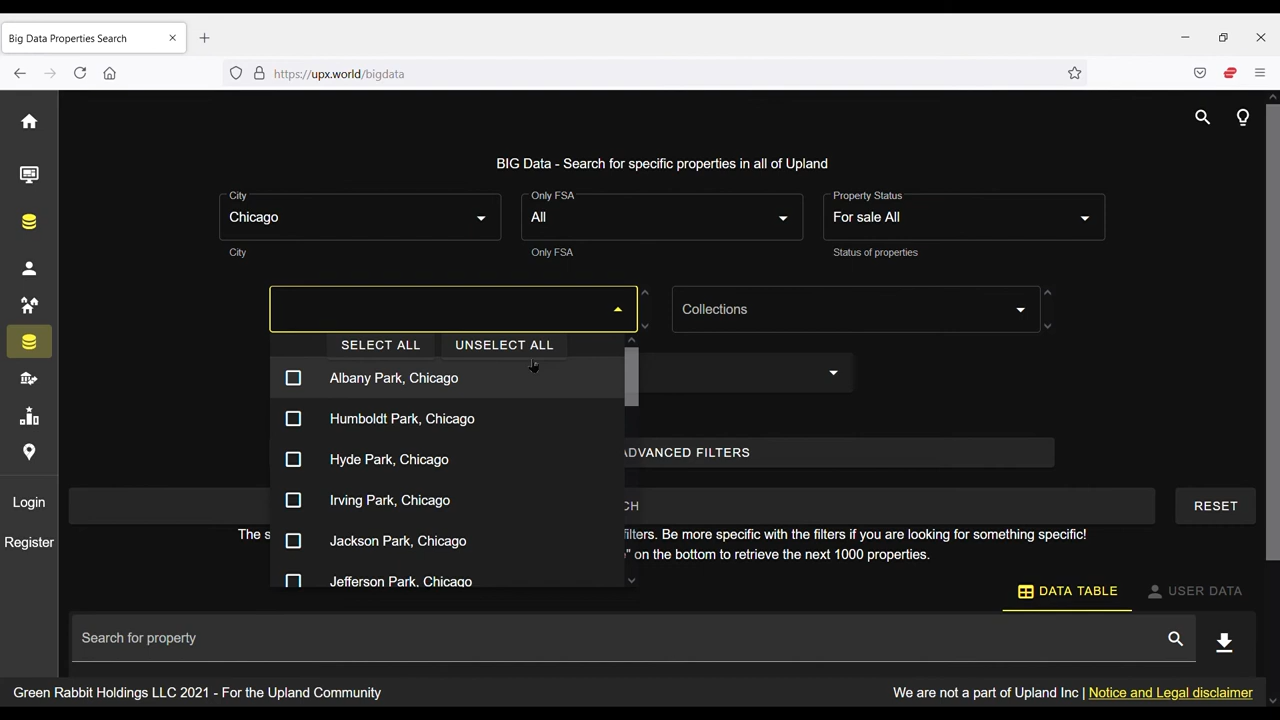 Big Data Properties Search
https://upx.world/bigdata
BIG Data - Search for specific properties in all of Upland
City
Only FSA
Property Status
Chicago
All
For sale All
City
Only FSA
Status of properties
Collections
SELECT ALL
UNSELECT ALL
Albany Park, Chicago
Humboldt Park, Chicago
Hyde Park, Chicago
ADVANCED FILTERS
Irving Park, Chicago
CH
RESET
Login
The s
filters. Be more specific with the filters if you are looking for something specific!
Jackson Park, Chicago
Register
" on the bottom to retrieve the next 1000 properties.
Jefferson Park, Chicago
DATA TABLE
USER DATA
Search for property
Green Rabbit Holdings LLC 2021 - For the Upland Community
We are not a part of Upland Inc | Notice and Legal disclaimer